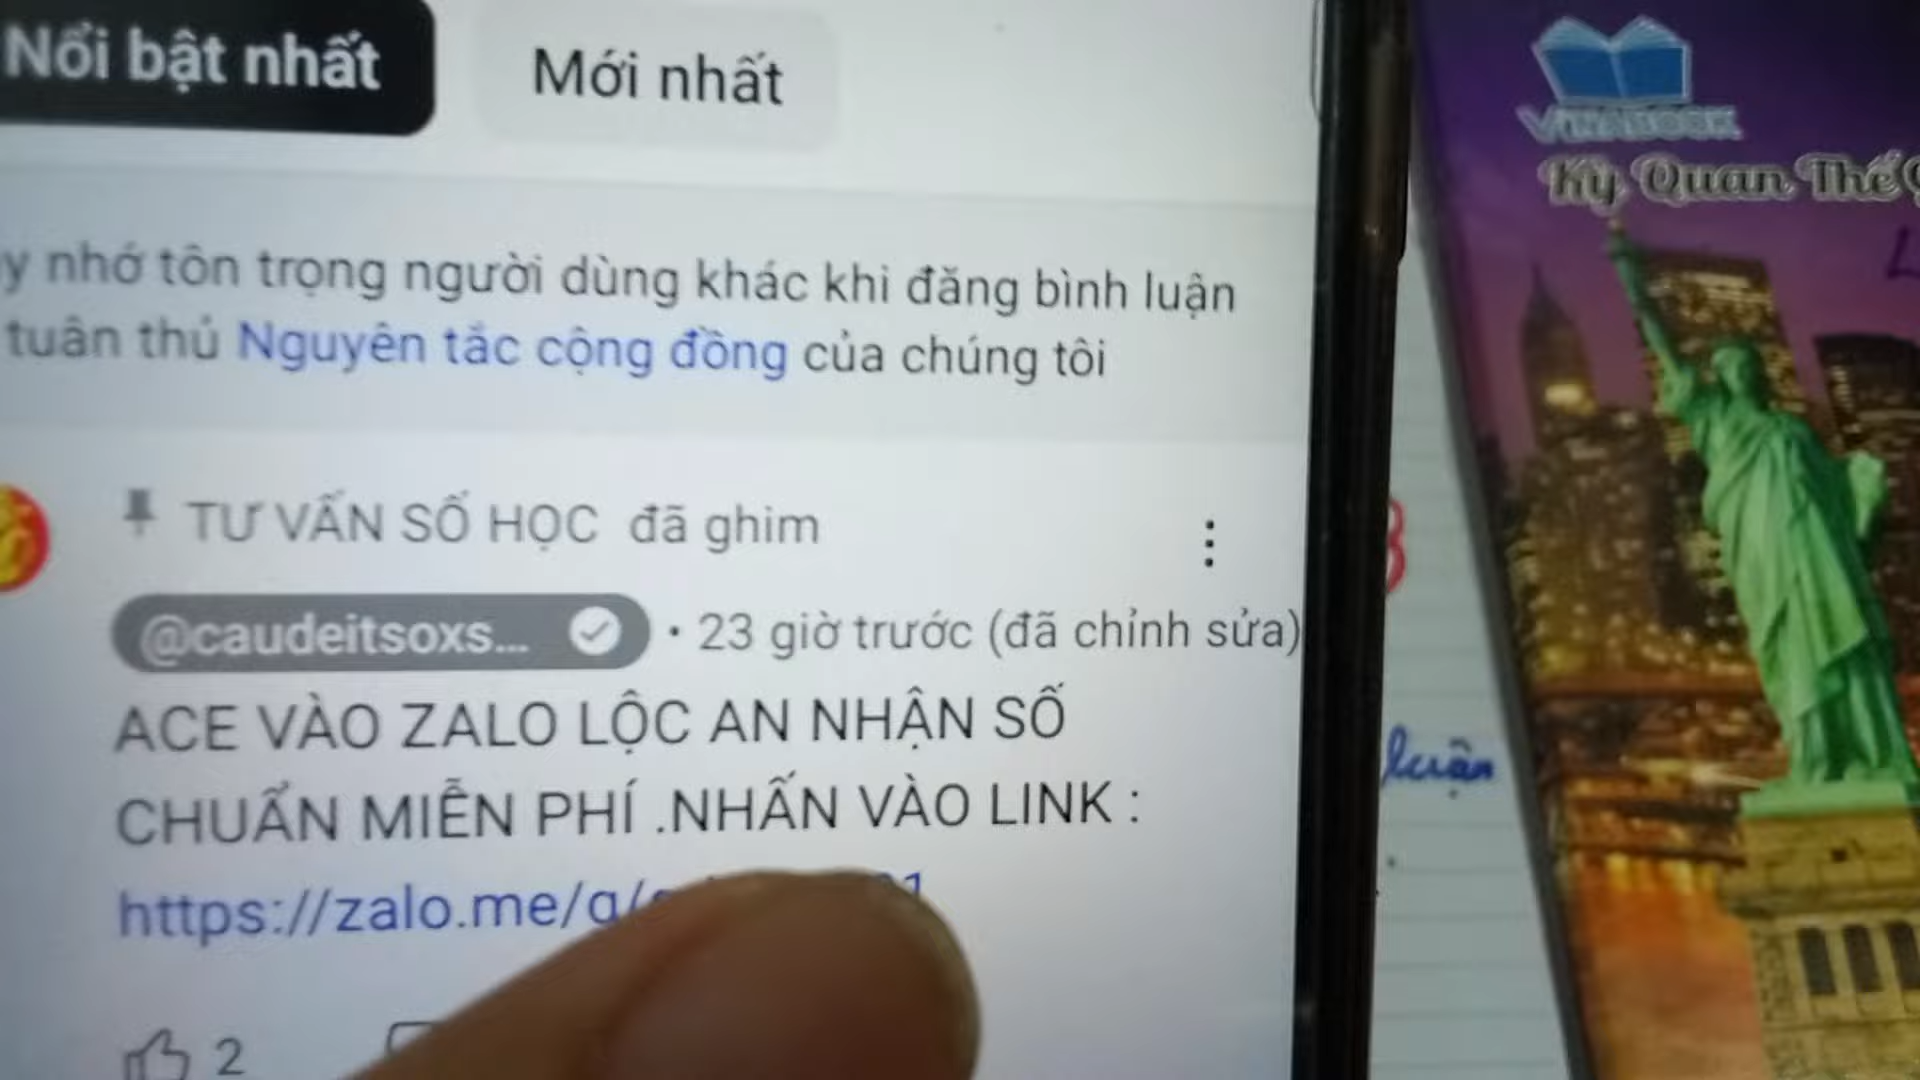 Nổi bật nhất
Mới nhất
y nhớ tôn trọng người dùng khác khi đăng bình luận
tuân thủ Nguyên tắc cộng đồng của chúng tôi
TƯ VẤN SỐ HỌC đã ghim
@caudeitsoxs... • 23 giờ trước (đã chỉnh sửa)
ACE VÀO ZALO LỘC AN NHẬN SỐ
CHUẨN MIỄN PHÍ .NHẤN VÀO LINK :
https://zalo.me/g/
2
VINABOOK
Kỳ Quan Thế
luận